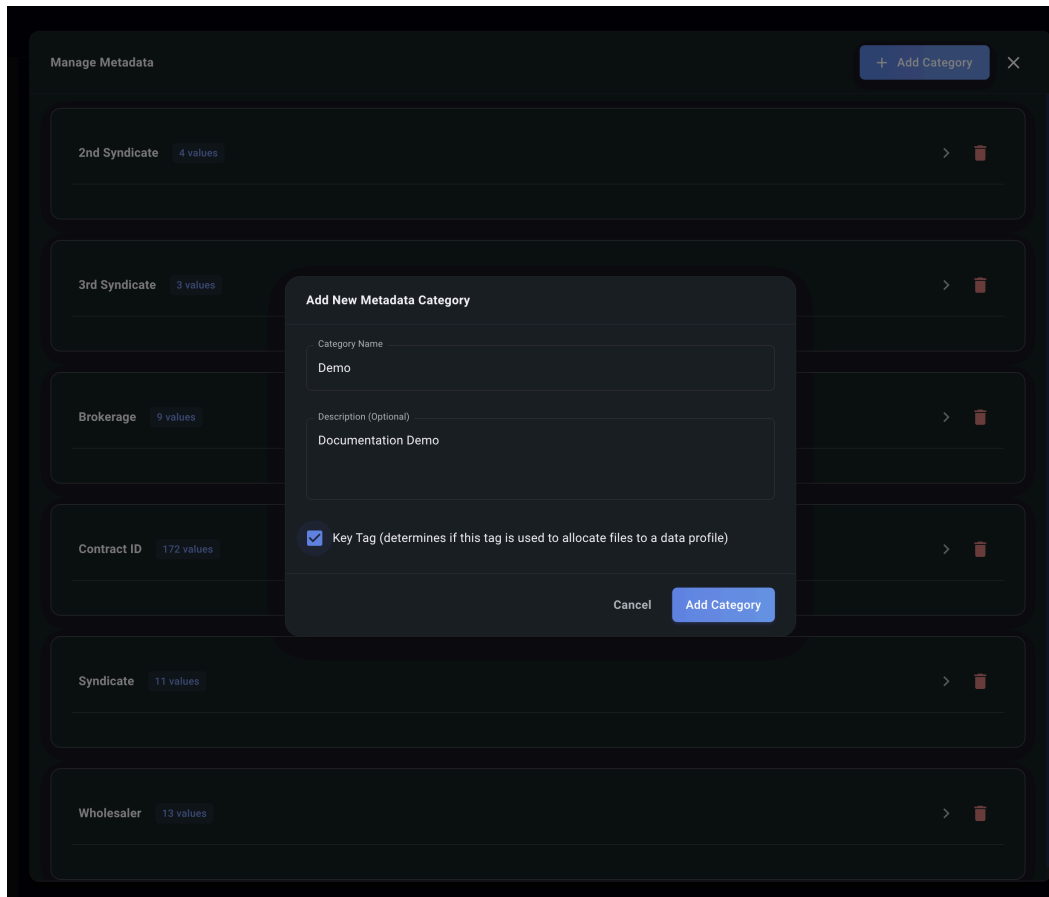 Manage Metadata
+ Add Category
2nd Syndicate 4 values
3rd Syndicate 3 values
Add New Metadata Category
Category Name
Demo
Description (Optional)
Documentation Demo
Key Tag (determines if this tag is used to allocate files to a data profile)
Cancel Add Category
Brokerage 9 values
Contract ID 172 values
Syndicate 11 values
Wholesaler 13 values